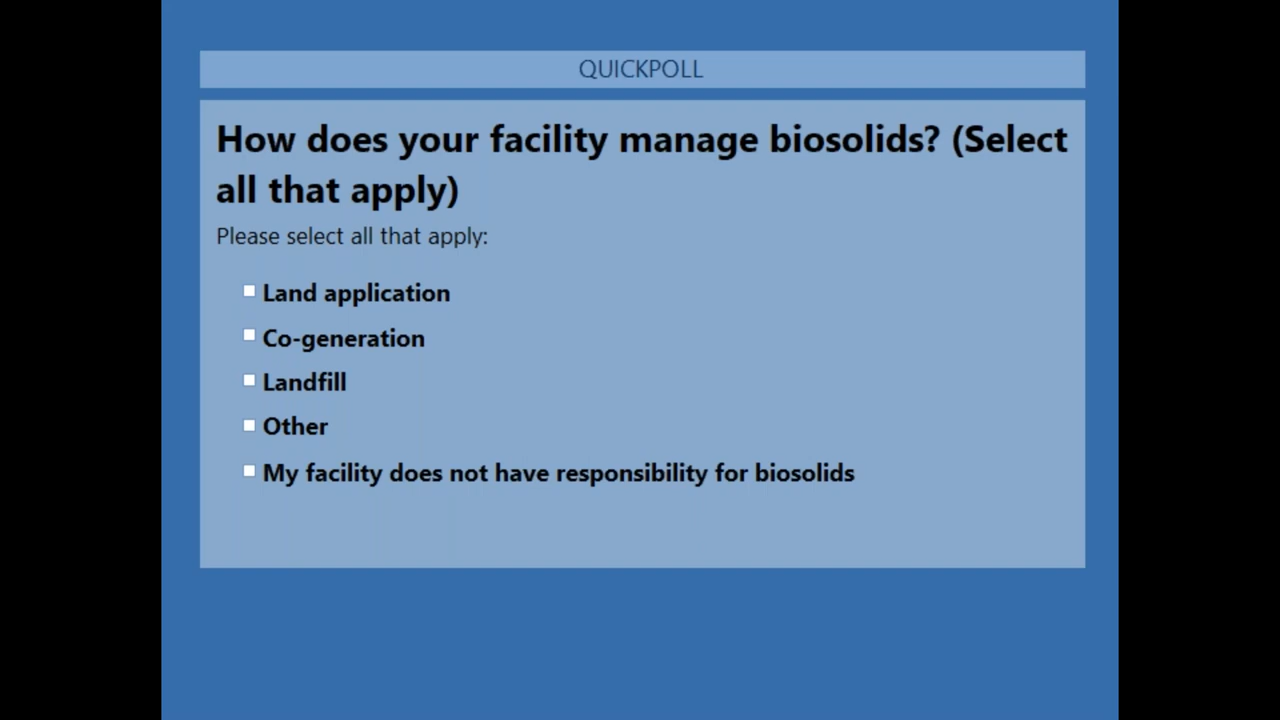 QUICKPOLL
How does your facility manage biosolids? (Select
all that apply)
Please select all that apply:
Land application
Co-generation
Landfill
Other
My facility does not have responsibility for biosolids